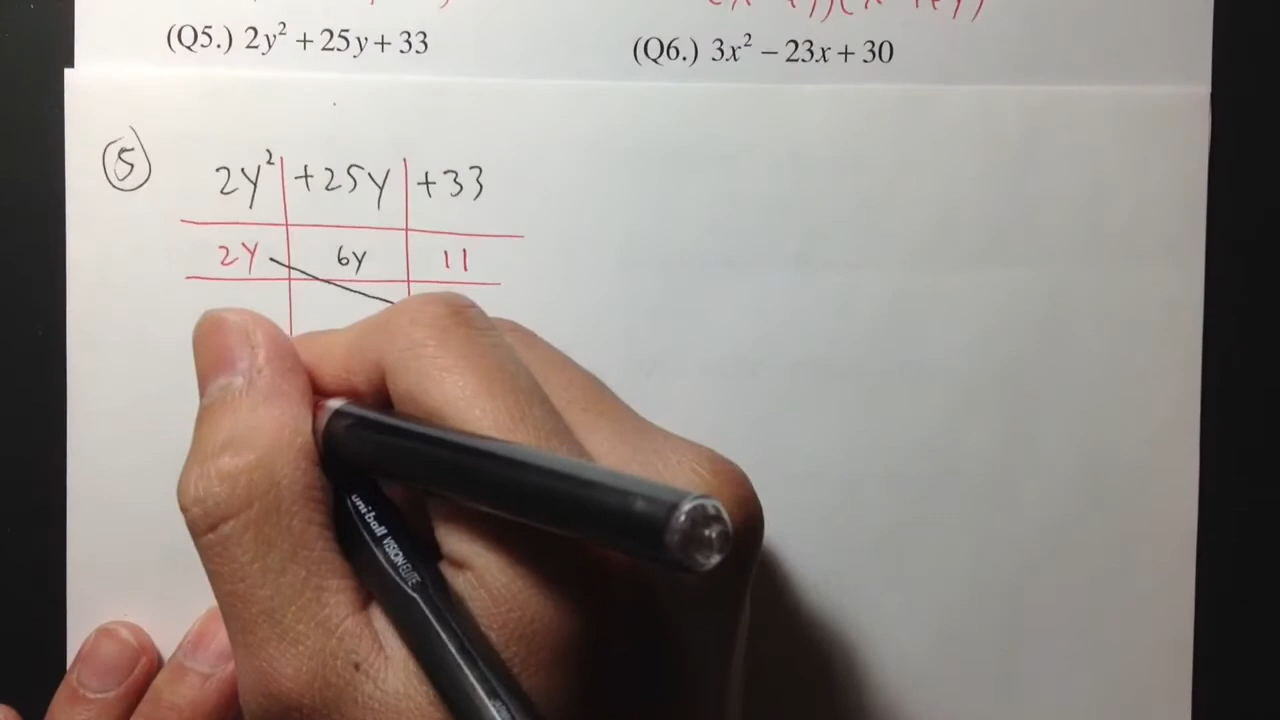 (Q5.) 2y² + 25y + 33
(Q6.) 3x² − 23x + 30
⑤
2y² +25y +33
2y 6y 11
uni-ball VISION ELITE